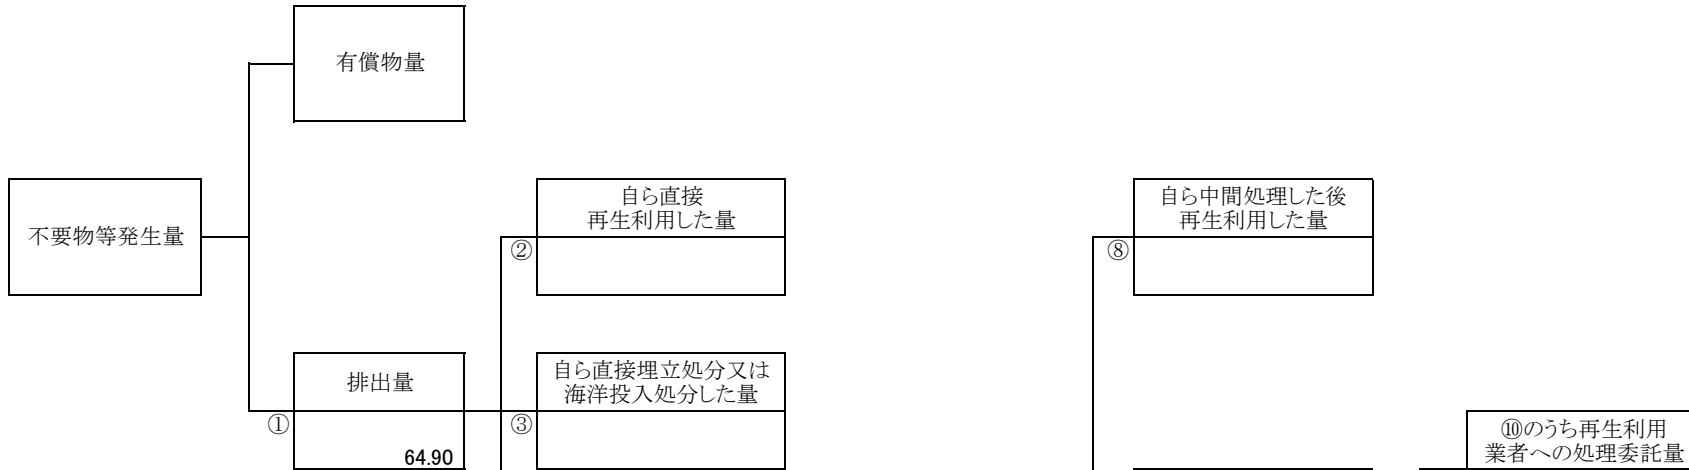 有償物量
不要物等発生量
自ら直接
再生利用した量
②
自ら中間処理した後
再生利用した量
⑧
排出量
①
64.90
自ら直接埋立処分又は
海洋投入処分した量
③
⑩のうち再生利用
業者への処理委託量